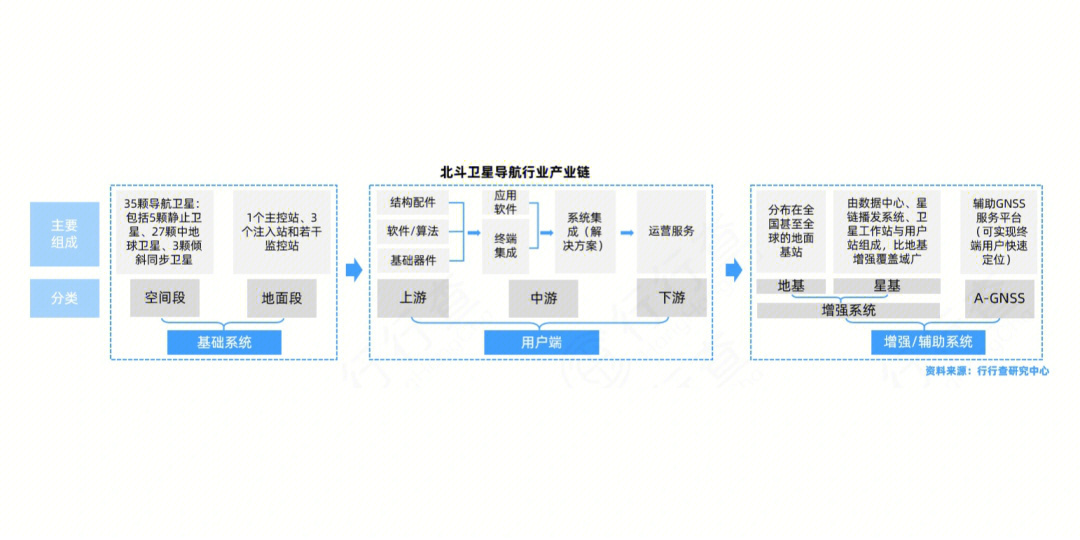 北斗卫星导航行业产业链
主要
组成
35颗导航卫星：
包括5颗静止卫
星、27颗中地
球卫星、3颗倾
斜同步卫星
1个主控站、3
个注入站和若干
监控站
结构配件
软件/算法
基础器件
应用
软件
终端
集成
系统集
成（解
决方案）
运营服务
分布在全
国甚至全
球的地面
基站
由数据中心、星
链播发系统、卫
星工作站与用户
站组成，比地基
增强覆盖域广
辅助GNSS
服务平台
（可实现终
端用户快速
定位）
分类
空间段
地面段
上游
中游
下游
地基
星基
增强系统
A-GNSS
基础系统
用户端
增强/辅助系统
资料来源：行行查研究中心